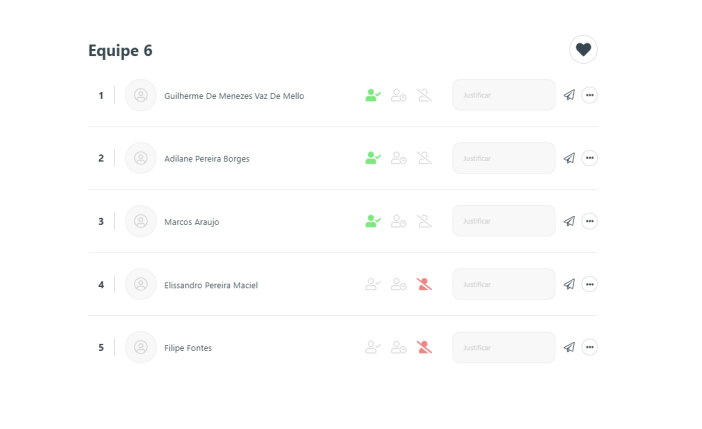 Equipe 6
1 Guilherme De Menezes Vaz De Mello Justificar
2 Adilane Pereira Borges Justificar
3 Marcos Araujo Justificar
4 Elissandro Pereira Maciel Justificar
5 Filipe Fontes Justificar